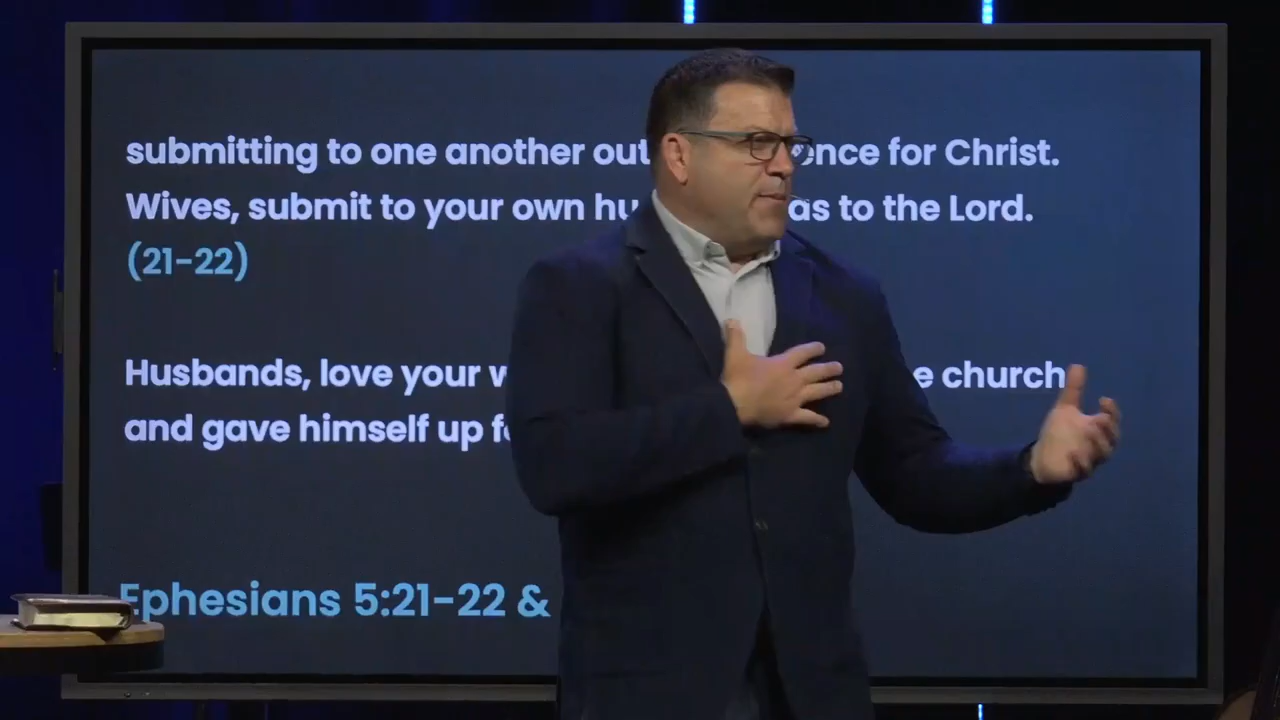 submitting to one another out ence for Christ.
Wives, submit to your own hu as to the Lord.
(21-22)
Husbands, love your w e church
and gave himself up f
Ephesians 5:21-22 &